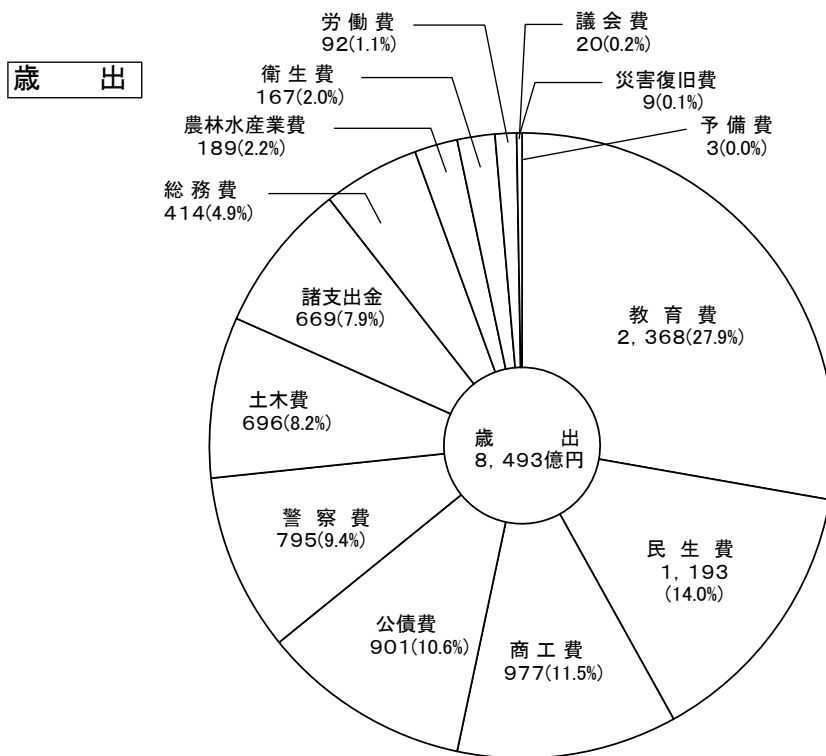 歳　　出
労 働 費
92(1.1%)
議 会 費
20(0.2%)
衛 生 費
167(2.0%)
災害復旧費
9(0.1%)
農林水産業費
189(2.2%)
予 備 費
3(0.0%)
総 務 費
414(4.9%)
諸支出金
669(7.9%)
教 育 費
2,368(27.9%)
土木費
696(8.2%)
歳　　出
8,493億円
警 察 費
795(9.4%)
民 生 費
1,193
(14.0%)
公債費
901(10.6%)
商 工 費
977(11.5%)